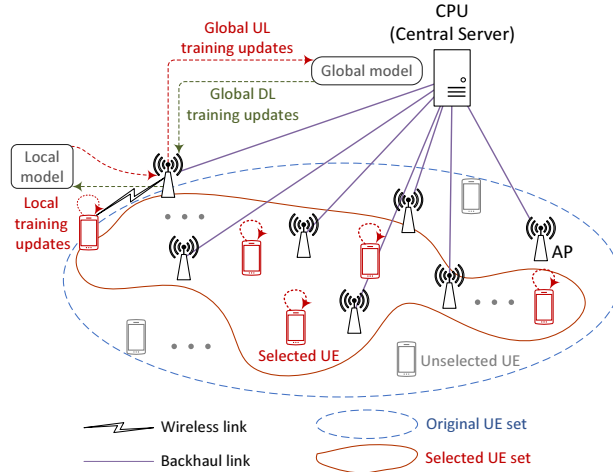 CPU
(Central Server)
Global UL
training updates
Global model
Global DL
training updates
Local
model
Local
training
updates
AP
Selected UE
Unselected UE
Wireless link
Original UE set
Backhaul link
Selected UE set